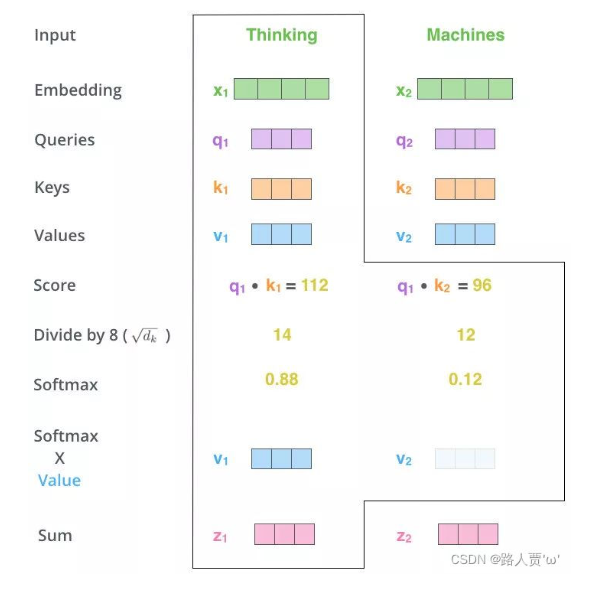 Input Thinking Machines
Embedding x1 x2
Queries q1 q2
Keys k1 k2
Values v1 v2
Score q1 • k1 = 112 q1 • k2 = 96
Divide by 8 ( √dk ) 14 12
Softmax 0.88 0.12
Softmax
X v1 v2
Value
Sum z1 z2
CSDN @路人贾'ω'